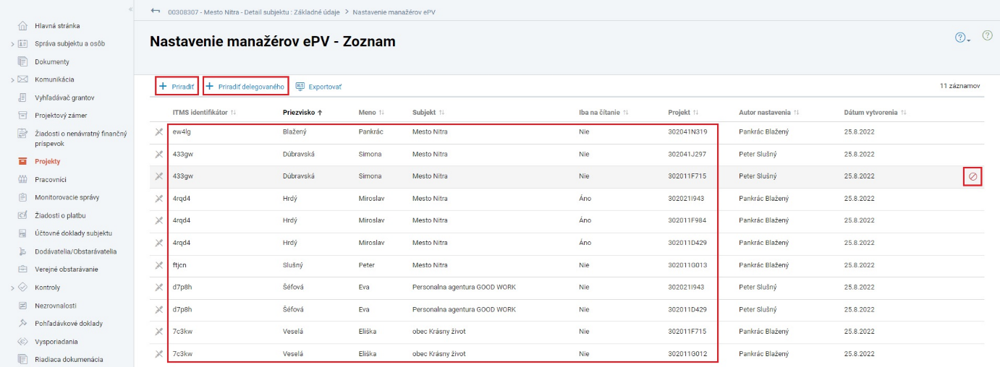 00308307 - Mesto Nitra - Detail subjektu : Základné údaje > Nastavenie manažérov ePV
Hlavná stránka
Správa subjektu a osôb
Dokumenty
Komunikácia
Vyhľadávač grantov
Projektový zámer
Žiadosti o nenávratný finančný
príspevok
Projekty
Pracovníci
Monitorovacie správy
Žiadosti o platbu
Účtovné doklady subjektu
Dodávatelia/Obstarávatelia
Verejné obstarávanie
Kontroly
Nezrovnalosti
Pohľadávkové doklady
Vysporiadania
Riadiaca dokumenácia
Nastavenie manažérov ePV - Zoznam
+ Priradiť + Priradiť delegovaného XLS Exportovať 11 záznamov
ITMS identifikátor Priezvisko Meno Subjekt Iba na čítanie Projekt Autor nastavenia Dátum vytvorenia
ew4lg Blažený Pankrác Mesto Nitra Nie 302041N319 Pankrác Blažený 25.8.2022
433gw Dúbravská Simona Mesto Nitra Nie 302041J297 Peter Slušný 25.8.2022
433gw Dúbravská Simona Mesto Nitra Nie 302011F715 Peter Slušný 25.8.2022
4rqd4 Hrdý Miroslav Mesto Nitra Áno 302021I943 Pankrác Blažený 25.8.2022
4rqd4 Hrdý Miroslav Mesto Nitra Áno 302011F984 Pankrác Blažený 25.8.2022
4rqd4 Hrdý Miroslav Mesto Nitra Áno 302011D429 Pankrác Blažený 25.8.2022
ftjcn Slušný Peter Mesto Nitra Nie 302011G013 Pankrác Blažený 25.8.2022
d7p8h Šéfová Eva Personalna agentura GOOD WORK Nie 302021I943 Peter Slušný 25.8.2022
d7p8h Šéfová Eva Personalna agentura GOOD WORK Nie 302011D429 Peter Slušný 25.8.2022
7c3kw Veselá Eliška obec Krásny život Nie 302011F715 Pankrác Blažený 25.8.2022
7c3kw Veselá Eliška obec Krásny život Nie 302011G012 Pankrác Blažený 25.8.2022